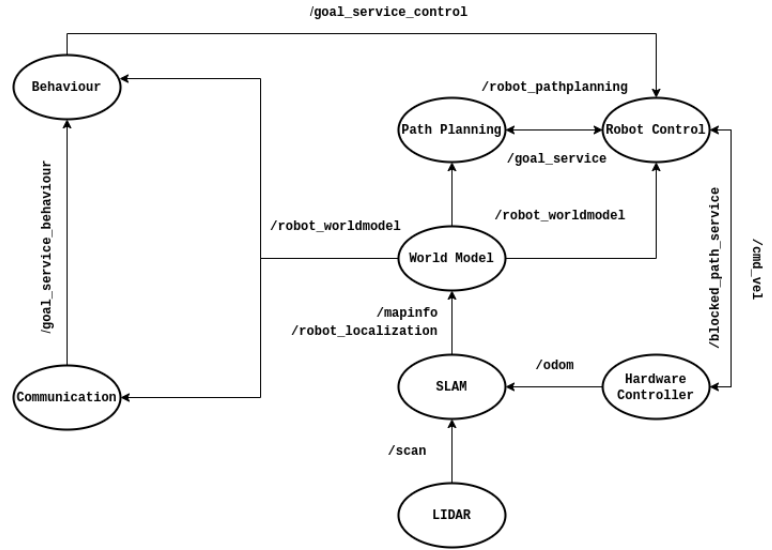 /goal_service_control
Behaviour
/robot_pathplanning
Path Planning
Robot Control
/goal_service
/goal_service_behaviour
/robot_worldmodel
/robot_worldmodel
/blocked_path_service
/cmd_vel
World Model
/mapinfo
/robot_localization
/odom
Communication
SLAM
Hardware
Controller
/scan
LIDAR